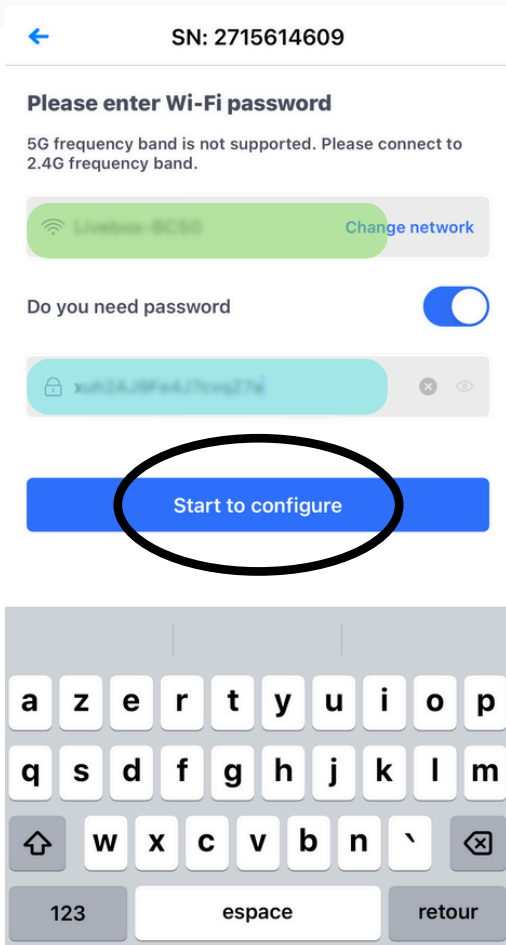 SN: 2715614609
Please enter Wi-Fi password
5G frequency band is not supported. Please connect to
2.4G frequency band.
Change network
Do you need password
Start to configure
a z e r t y u i o p
q s d f g h j k l m
w x c v b n `
123 espace retour